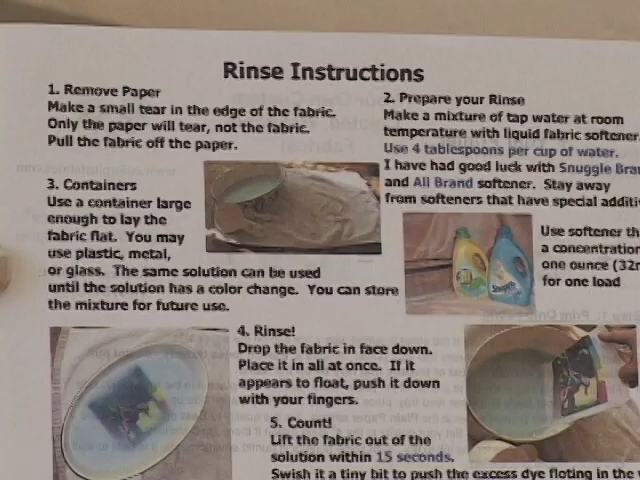 Rinse Instructions
1. Remove Paper
Make a small tear in the edge of the fabric.
Only the paper will tear, not the fabric.
Pull the fabric off the paper.
2. Prepare your Rinse
Make a mixture of tap water at room
temperature with liquid fabric softener.
Use 4 tablespoons per cup of water.
I have had good luck with Snuggle Bra
and All Brand softener. Stay away
from softeners that have special additi
3. Containers
Use a container large
enough to lay the
fabric flat. You may
use plastic, metal,
or glass. The same solution can be used
until the solution has a color change. You can store
the mixture for future use.
Use softener th
a concentration
one ounce (32
for one load
4. Rinse!
Drop the fabric in face down.
Place it in all at once. If it
appears to float, push it down
with your fingers.
5. Count!
Lift the fabric out of the
solution within 15 seconds.
Swish it a tiny bit to push the excess dye floting in the